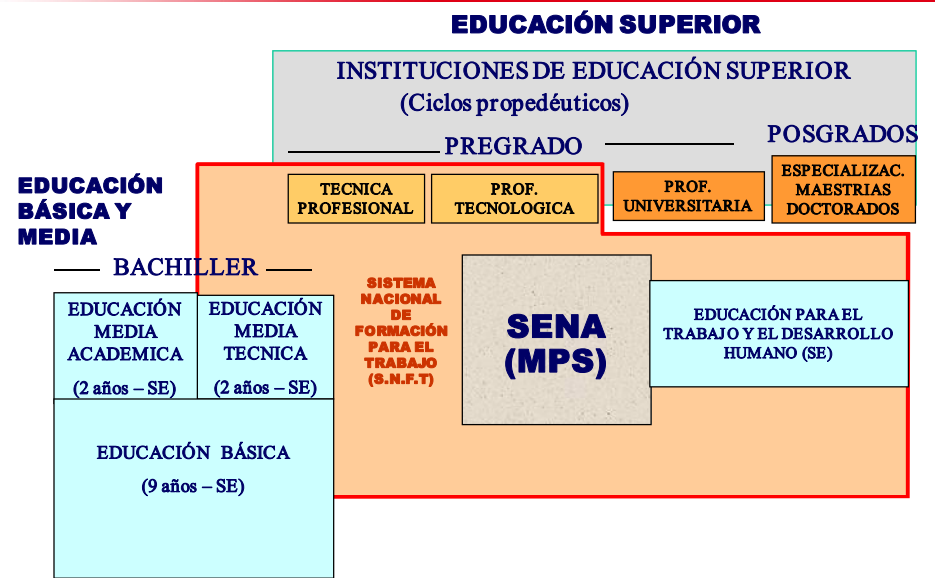 EDUCACIÓN SUPERIOR
INSTITUCIONES DE EDUCACIÓN SUPERIOR
(Ciclos propedéuticos)
PREGRADO
POSGRADOS
TECNICA
PROFESIONAL
PROF.
TECNOLOGICA
PROF.
UNIVERSITARIA
ESPECIALIZAC.
MAESTRIAS
DOCTORADOS
EDUCACIÓN
BÁSICA Y
MEDIA
BACHILLER
EDUCACIÓN
MEDIA
ACADEMICA
(2 años – SE)
EDUCACIÓN
MEDIA
TECNICA
(2 años – SE)
SISTEMA
NACIONAL
DE
FORMACIÓN
PARA EL
TRABAJO
(S.N.F.T)
SENA
(MPS)
EDUCACIÓN PARA EL
TRABAJO Y EL DESARROLLO
HUMANO (SE)
EDUCACIÓN BÁSICA
(9 años – SE)